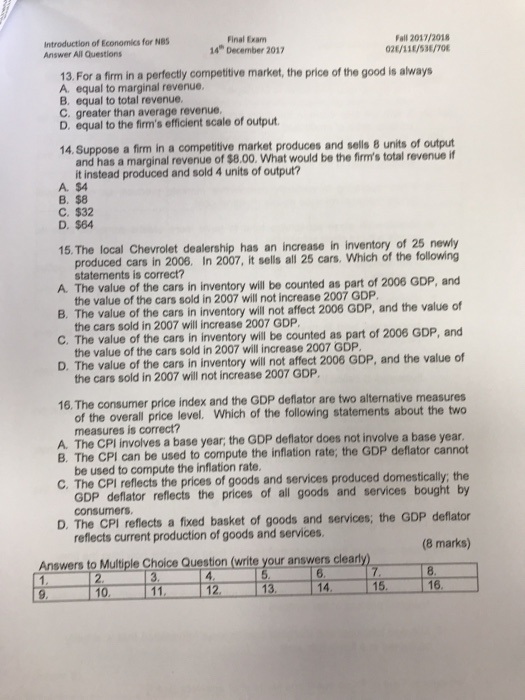 Introduction of Economics for NBS Final Exam Fall 2017/2018
Answer All Questions 14th December 2017 02E/11E/53E/70E
13. For a firm in a perfectly competitive market, the price of the good is always
A. equal to marginal revenue.
B. equal to total revenue.
C. greater than average revenue.
D. equal to the firm's efficient scale of output.
14. Suppose a firm in a competitive market produces and sells 8 units of output
and has a marginal revenue of $8.00. What would be the firm's total revenue if
it instead produced and sold 4 units of output?
A. $4
B. $8
C. $32
D. $64
15. The local Chevrolet dealership has an increase in inventory of 25 newly
produced cars in 2006. In 2007, it sells all 25 cars. Which of the following
statements is correct?
A. The value of the cars in inventory will be counted as part of 2006 GDP, and
the value of the cars sold in 2007 will not increase 2007 GDP.
B. The value of the cars in inventory will not affect 2006 GDP, and the value of
the cars sold in 2007 will increase 2007 GDP.
C. The value of the cars in inventory will be counted as part of 2006 GDP, and
the value of the cars sold in 2007 will increase 2007 GDP.
D. The value of the cars in inventory will not affect 2006 GDP, and the value of
the cars sold in 2007 will not increase 2007 GDP.
16. The consumer price index and the GDP deflator are two alternative measures
of the overall price level. Which of the following statements about the two
measures is correct?
A. The CPI involves a base year; the GDP deflator does not involve a base year.
B. The CPI can be used to compute the inflation rate; the GDP deflator cannot
be used to compute the inflation rate.
C. The CPI reflects the prices of goods and services produced domestically; the
GDP deflator reflects the prices of all goods and services bought by
consumers.
D. The CPI reflects a fixed basket of goods and services; the GDP deflator
reflects current production of goods and services.
(8 marks)
Answers to Multiple Choice Question (write your answers clearly)
1. 2. 3. 4. 5. 6. 7. 8.
9. 10. 11. 12. 13. 14. 15. 16.